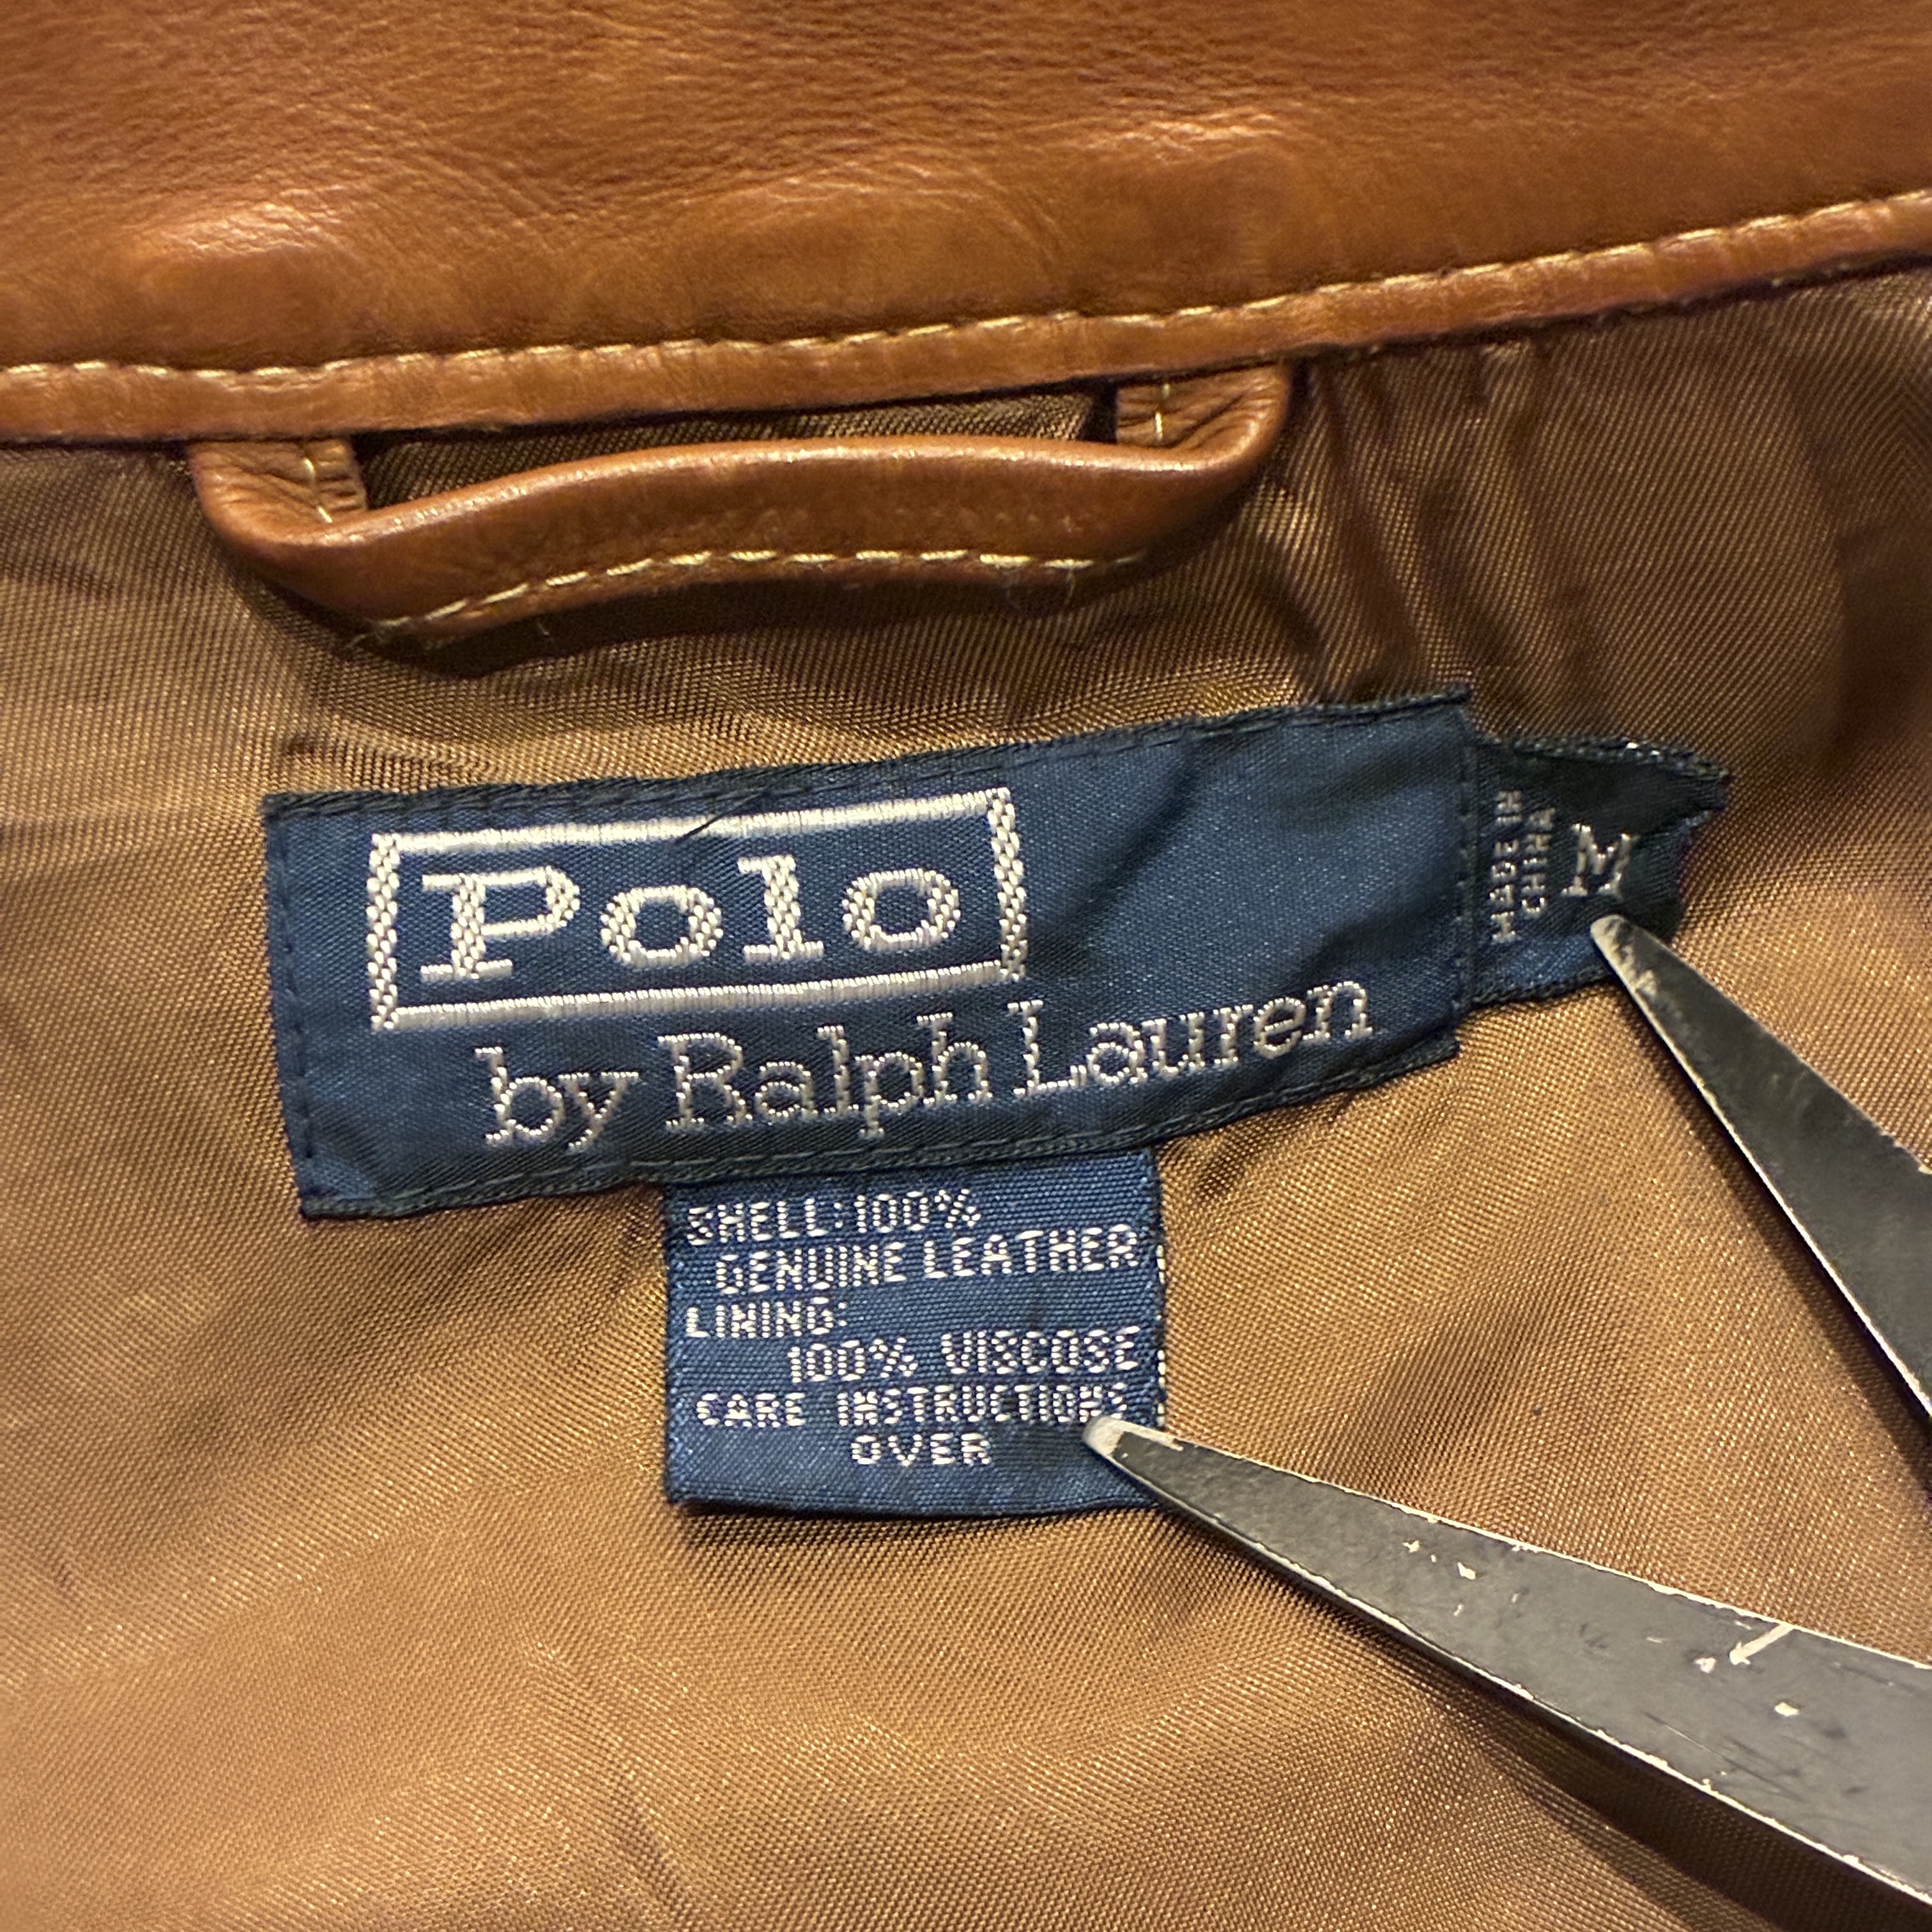 Polo
by Ralph Lauren
MADE IN
CHINA
M
SHELL: 100%
GENUINE LEATHER
LINING:
100% VISCOSE
CARE INSTRUCTIONS
OVER